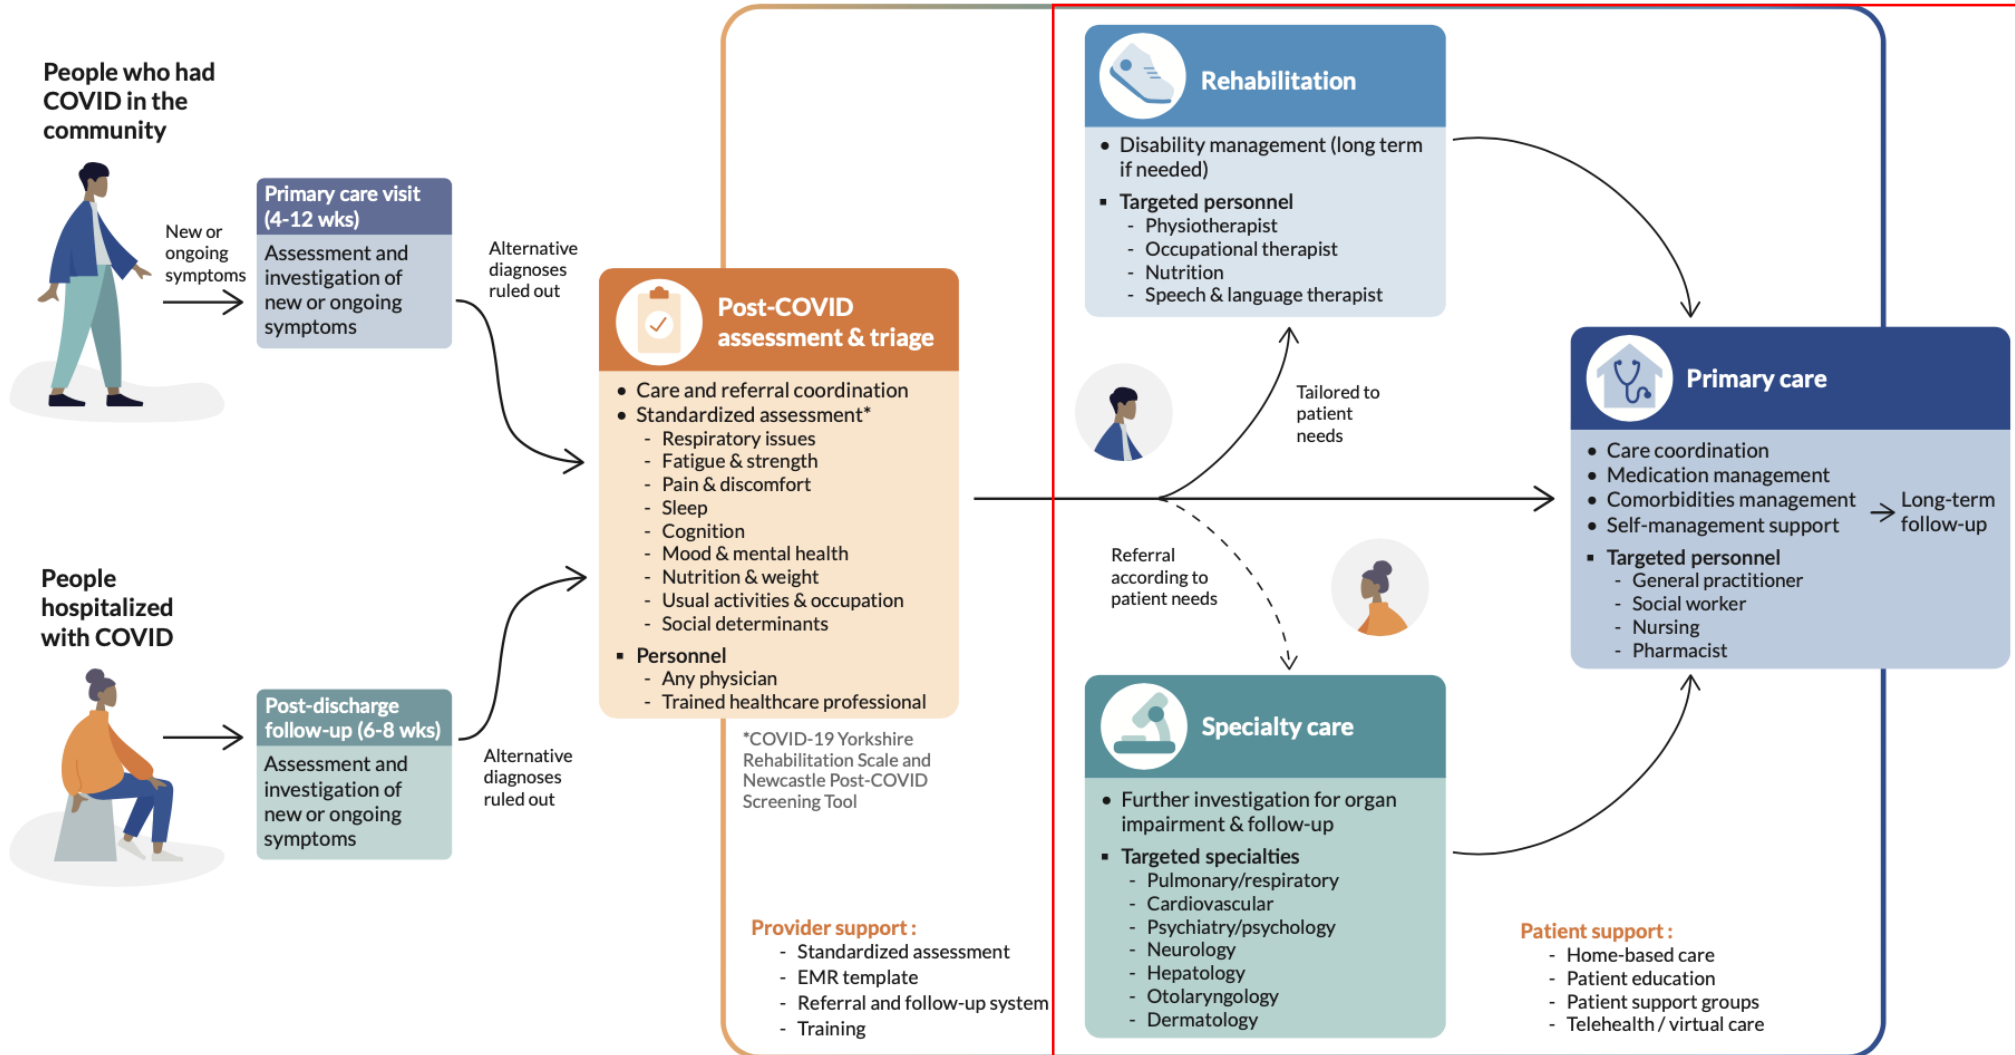 People who had
COVID in the
community
New or
ongoing
symptoms
Primary care visit
(4-12 wks)
Assessment and
investigation of
new or ongoing
symptoms
Alternative
diagnoses
ruled out
People
hospitalized
with COVID
Post-discharge
follow-up (6-8 wks)
Assessment and
investigation of
new or ongoing
symptoms
Alternative
diagnoses
ruled out
Post-COVID
assessment & triage
• Care and referral coordination
• Standardized assessment*
- Respiratory issues
- Fatigue & strength
- Pain & discomfort
- Sleep
- Cognition
- Mood & mental health
- Nutrition & weight
- Usual activities & occupation
- Social determinants
▪ Personnel
- Any physician
- Trained healthcare professional
*COVID-19 Yorkshire
Rehabilitation Scale and
Newcastle Post-COVID
Screening Tool
Provider support :
- Standardized assessment
- EMR template
- Referral and follow-up system
- Training
Rehabilitation
• Disability management (long term
if needed)
▪ Targeted personnel
- Physiotherapist
- Occupational therapist
- Nutrition
- Speech & language therapist
Tailored to
patient
needs
Referral
according to
patient needs
Specialty care
• Further investigation for organ
impairment & follow-up
▪ Targeted specialties
- Pulmonary/respiratory
- Cardiovascular
- Psychiatry/psychology
- Neurology
- Hepatology
- Otolaryngology
- Dermatology
Primary care
• Care coordination
• Medication management
• Comorbidities management
• Self-management support
Long-term
follow-up
▪ Targeted personnel
- General practitioner
- Social worker
- Nursing
- Pharmacist
Patient support :
- Home-based care
- Patient education
- Patient support groups
- Telehealth / virtual care